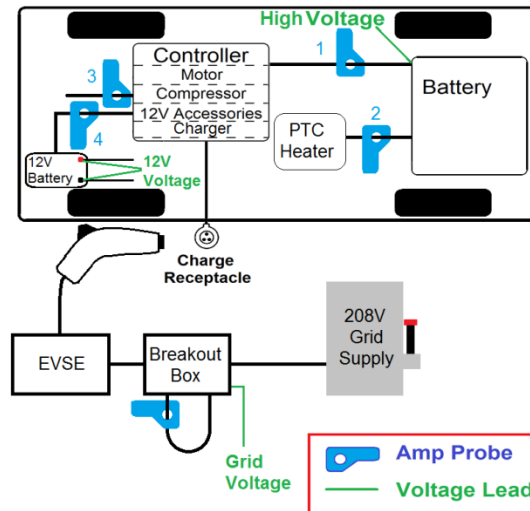 High Voltage
1
Controller
Motor
Compressor
12V Accessories
Charger
Battery
3
4
2
PTC
Heater
12V
Battery
12V
Voltage
Charge
Receptacle
EVSE
Breakout
Box
208V
Grid
Supply
Grid
Voltage
Amp Probe
Voltage Lead